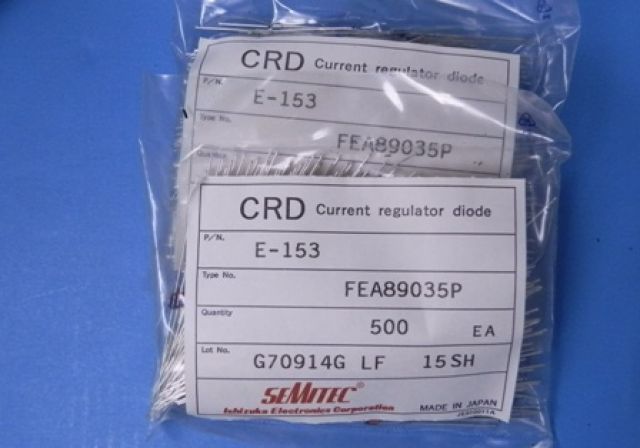 CRD Current regulator diode
P/N.
E-153
Type No.
FEA89035P
Quantity
CRD Current regulator diode
P/N.
E-153
Type No.
FEA89035P
Quantity
500 EA
Lot No.
G70914G LF 15SH
SEMITEC®
Ishizuka Electronics Corporation
MADE IN JAPAN